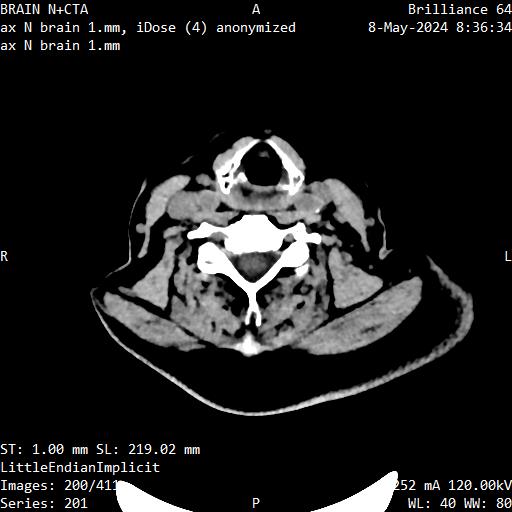 BRAIN N+CTA
A
Brilliance 64
ax N brain 1.mm, iDose (4) anonymized
8-May-2024 8:36:34
ax N brain 1.mm
R
L
ST: 1.00 mm SL: 219.02 mm
LittleEndianImplicit
Images: 200/411
252 mA 120.00kV
Series: 201
P
WL: 40 WW: 80